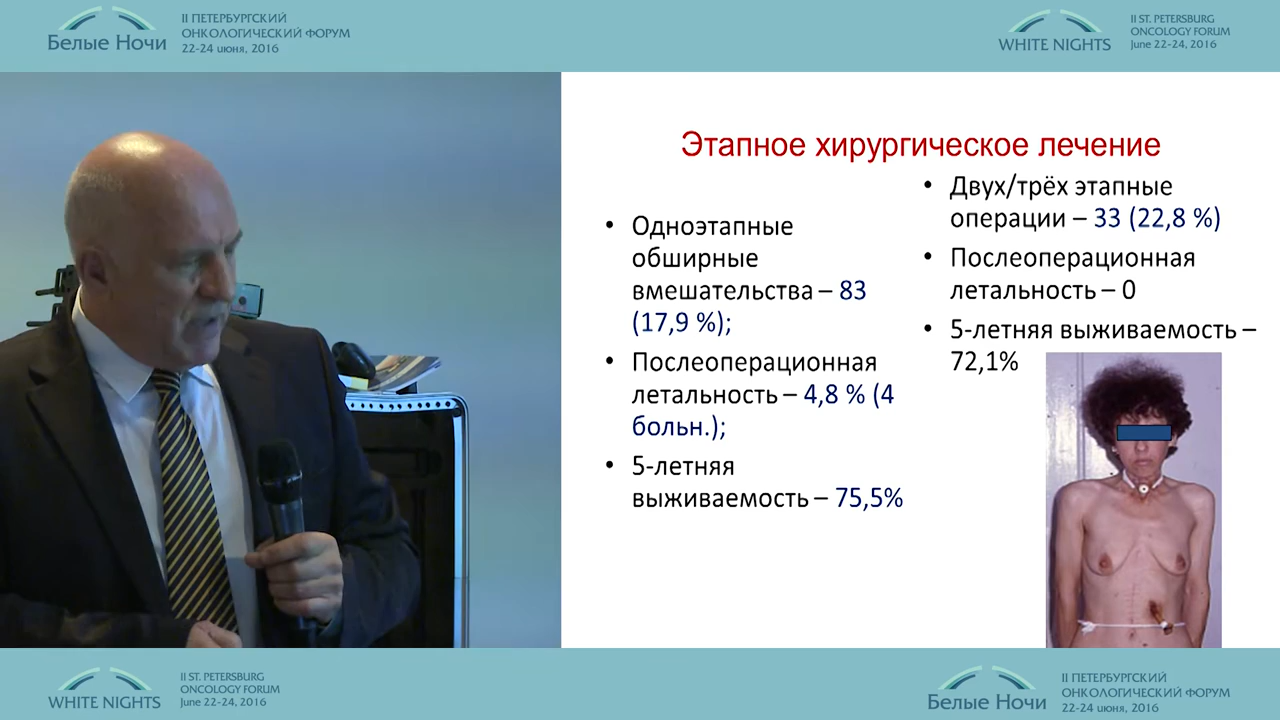 Белые Ночи
II ПЕТЕРБУРГСКИЙ
ОНКОЛОГИЧЕСКИЙ ФОРУМ
22-24 июня, 2016
WHITE NIGHTS
II ST. PETERSBURG
ONCOLOGY FORUM
June 22-24, 2016
Этапное хирургическое лечение
• Одноэтапные
обширные
вмешательства – 83
(17,9 %);
• Послеоперационная
летальность – 4,8 % (4
больн.);
• 5-летняя
выживаемость – 75,5%
• Двух/трёх этапные
операции – 33 (22,8 %)
• Послеоперационная
летальность – 0
• 5-летняя выживаемость –
72,1%
WHITE NIGHTS
II ST. PETERSBURG
ONCOLOGY FORUM
June 22-24, 2016
Белые Ночи
II ПЕТЕРБУРГСКИЙ
ОНКОЛОГИЧЕСКИЙ ФОРУМ
22-24 июня, 2016